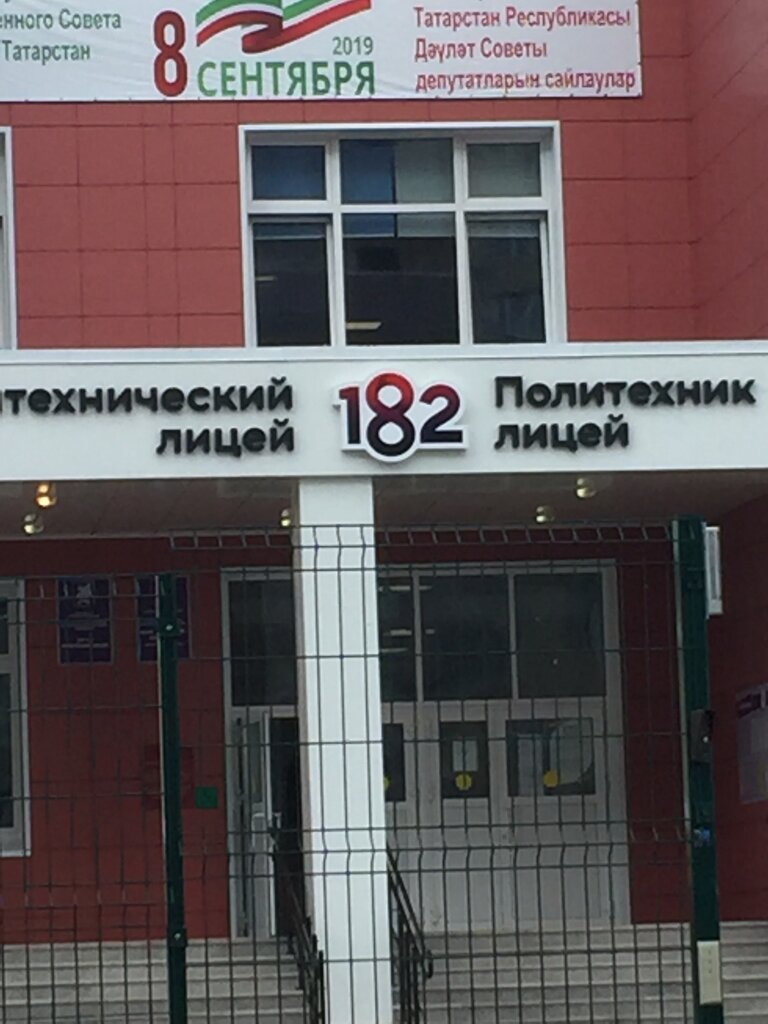 енного Совета
Татарстан
8
2019
СЕНТЯБРЯ
Татарстан Республикасы
Дәүләт Советы
депутатларын сайлаулар
итехнический
лицей
182
Политехник
лицей